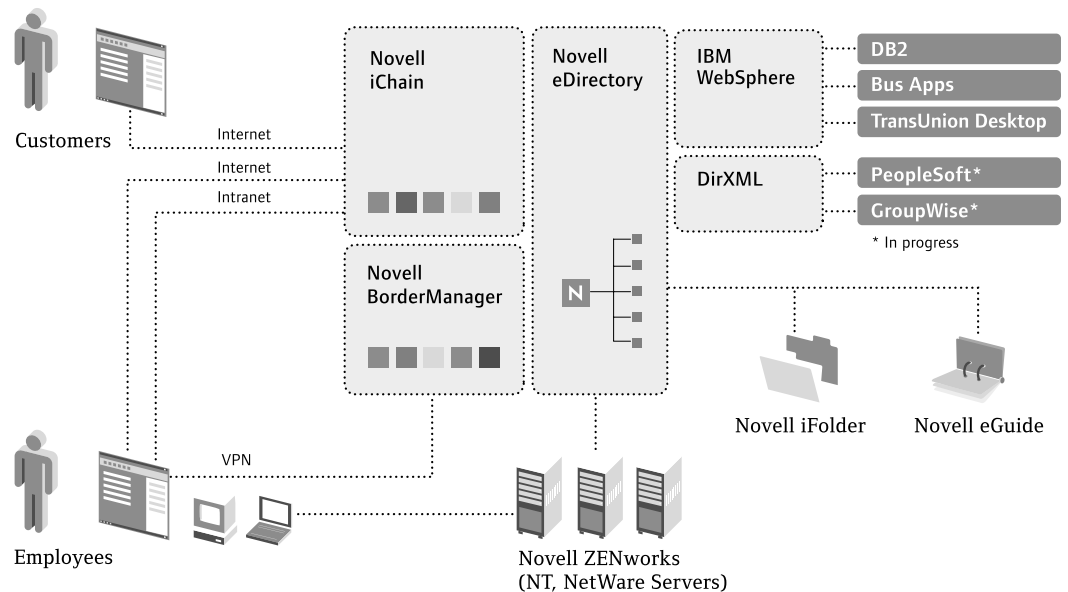 Customers
Internet
Internet
Intranet
Novell
iChain
Novell
BorderManager
Novell
eDirectory
N
IBM
WebSphere
DirXML
DB2
Bus Apps
TransUnion Desktop
PeopleSoft*
GroupWise*
* In progress
Novell iFolder
Novell eGuide
VPN
Employees
Novell ZENworks
(NT, NetWare Servers)